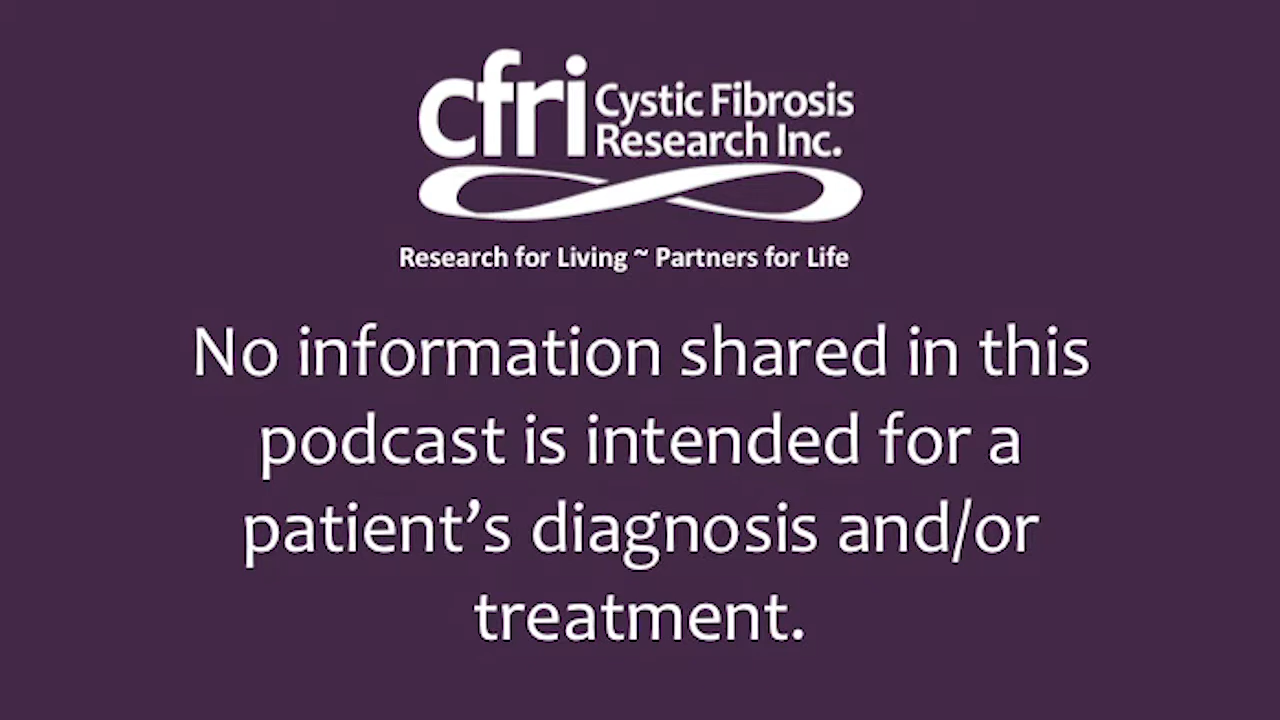 cfri Cystic Fibrosis
Research Inc.
Research for Living ~ Partners for Life
No information shared in this
podcast is intended for a
patient’s diagnosis and/or
treatment.